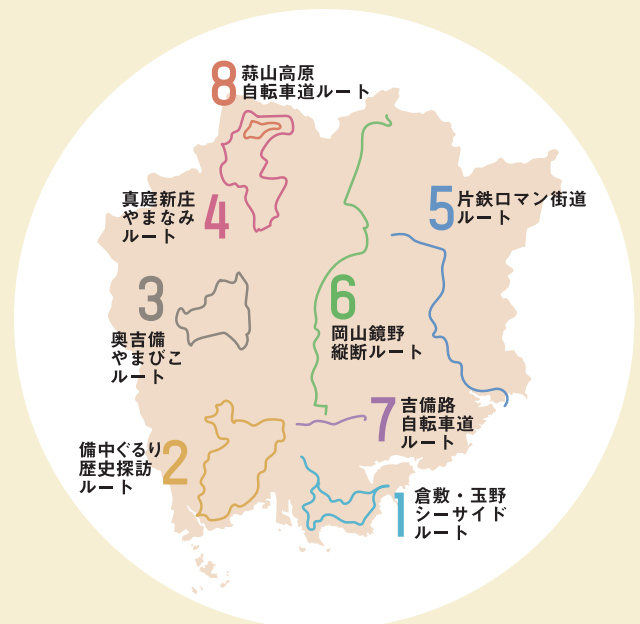 8
蒜山高原
自転車道ルート
真庭新庄
やまなみ
ルート
4
5
片鉄ロマン街道
ルート
3
奥吉備
やまびこ
ルート
6
岡山鏡野
縦断ルート
7
吉備路
自転車道
ルート
備中ぐるり
歴史探訪
ルート
2
1
倉敷・玉野
シーサイド
ルート